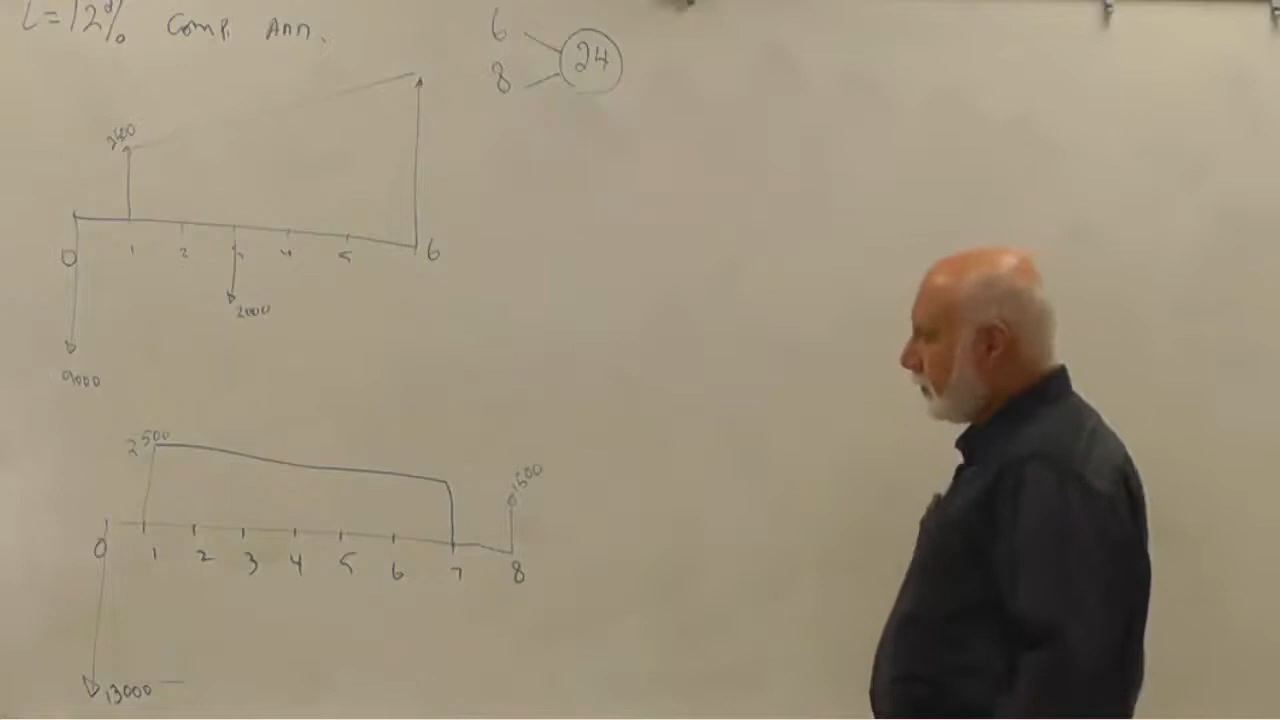 i=12% Comp. Ann.
6
8
24
0 1 2 3 4 5 6
2000
9000
2500
1500
0 1 2 3 4 5 6 7 8
13000